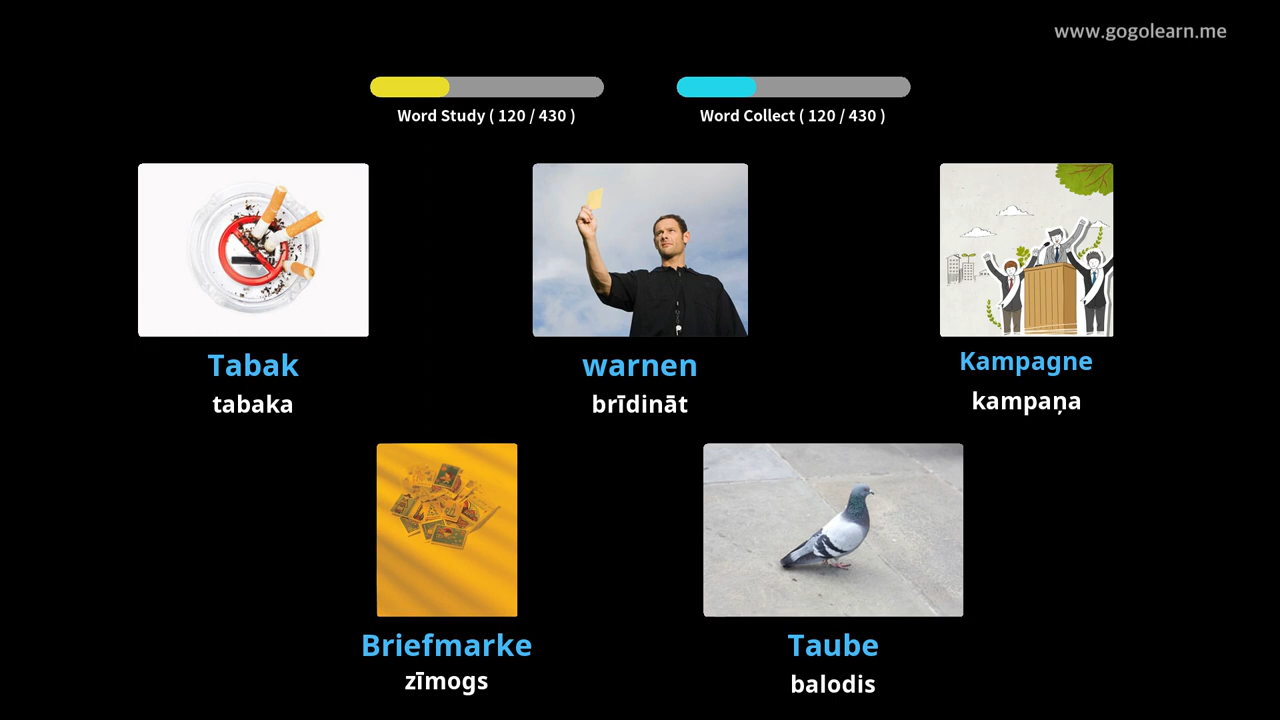 www.gogolearn.me
Word Study ( 120 / 430 )
Word Collect ( 120 / 430 )
Tabak
tabaka
warnen
brīdināt
Kampagne
kampaņa
Briefmarke
zīmogs
Taube
balodis